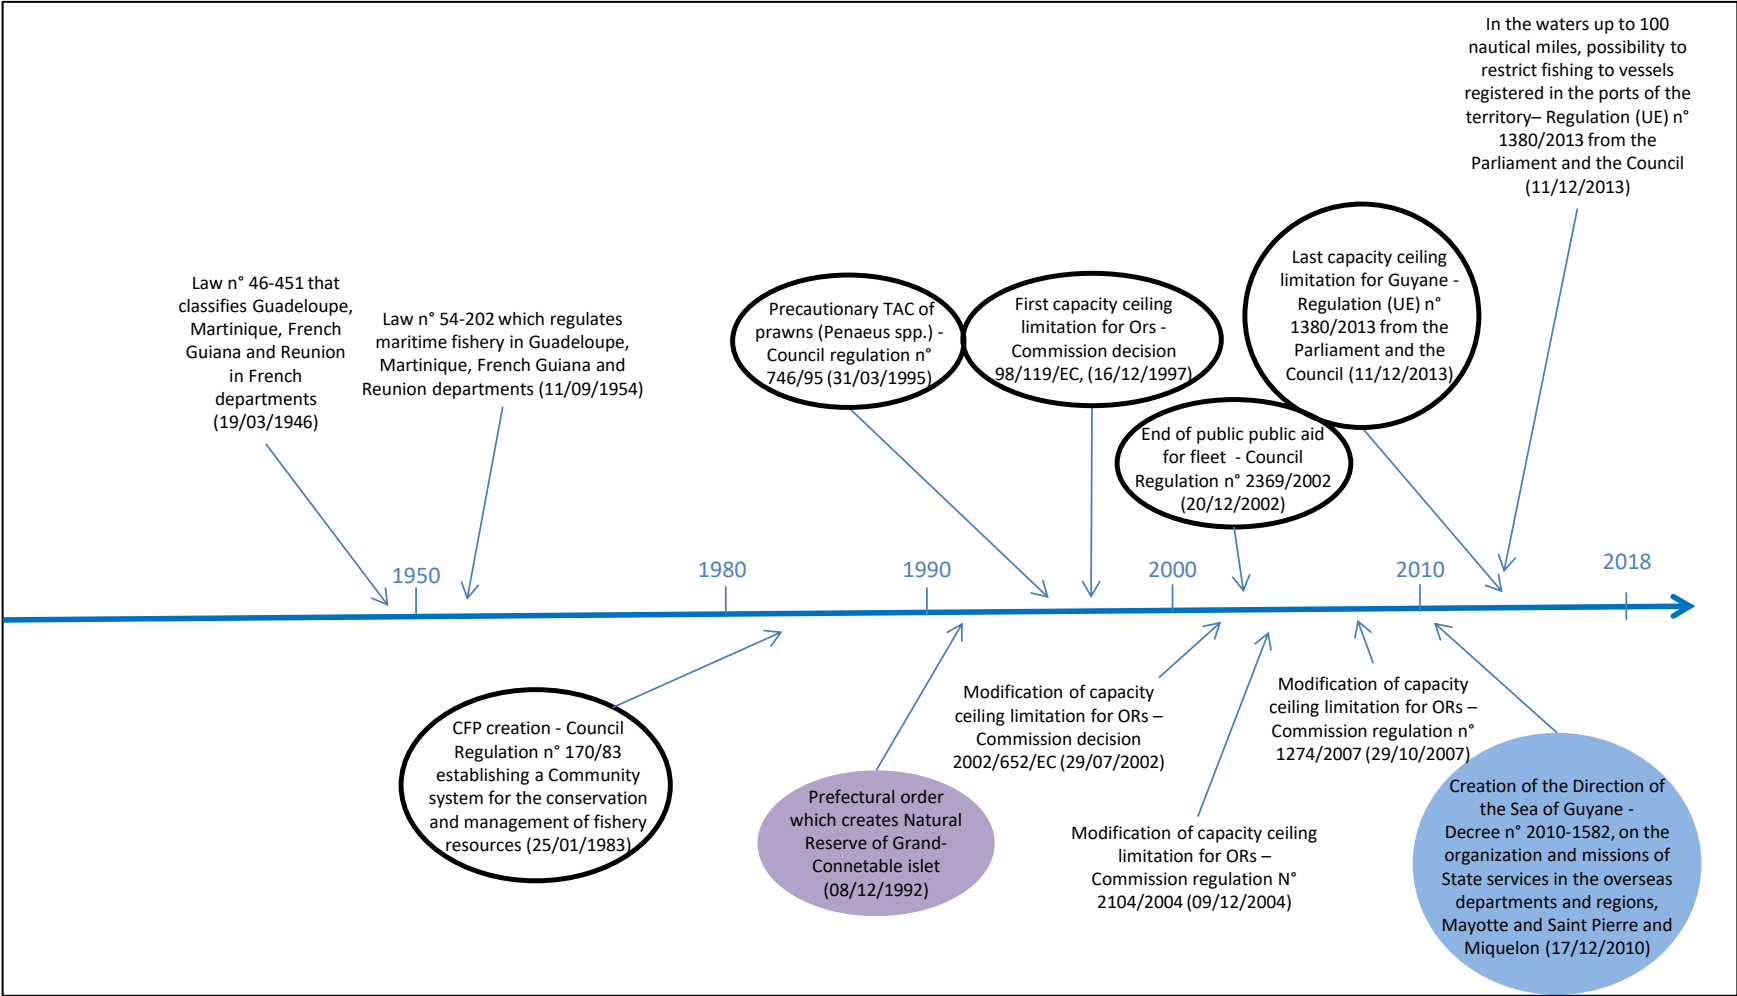 In the waters up to 100
nautical miles, possibility to
restrict fishing to vessels
registered in the ports of the
territory– Regulation (UE) n°
1380/2013 from the
Parliament and the Council
(11/12/2013)
Law n° 46-451 that
classifies Guadeloupe,
Martinique, French
Guiana and Reunion
in French
departments
(19/03/1946)
Law n° 54-202 which regulates
maritime fishery in Guadeloupe,
Martinique, French Guiana and
Reunion departments (11/09/1954)
Precautionary TAC of
prawns (Penaeus spp.) -
Council regulation n°
746/95 (31/03/1995)
First capacity ceiling
limitation for Ors -
Commission decision
98/119/EC, (16/12/1997)
Last capacity ceiling
limitation for Guyane -
Regulation (UE) n°
1380/2013 from the
Parliament and the
Council (11/12/2013)
End of public public aid
for fleet - Council
Regulation n° 2369/2002
(20/12/2002)
1950
1980
1990
2000
2010
2018
CFP creation - Council
Regulation n° 170/83
establishing a Community
system for the conservation
and management of fishery
resources (25/01/1983)
Prefectural order
which creates Natural
Reserve of Grand-
Connetable islet
(08/12/1992)
Modification of capacity
ceiling limitation for ORs –
Commission decision
2002/652/EC (29/07/2002)
Modification of capacity ceiling
limitation for ORs –
Commission regulation N°
2104/2004 (09/12/2004)
Modification of capacity
ceiling limitation for ORs –
Commission regulation n°
1274/2007 (29/10/2007)
Creation of the Direction of
the Sea of Guyane -
Decree n° 2010-1582, on the
organization and missions of
State services in the overseas
departments and regions,
Mayotte and Saint Pierre and
Miquelon (17/12/2010)